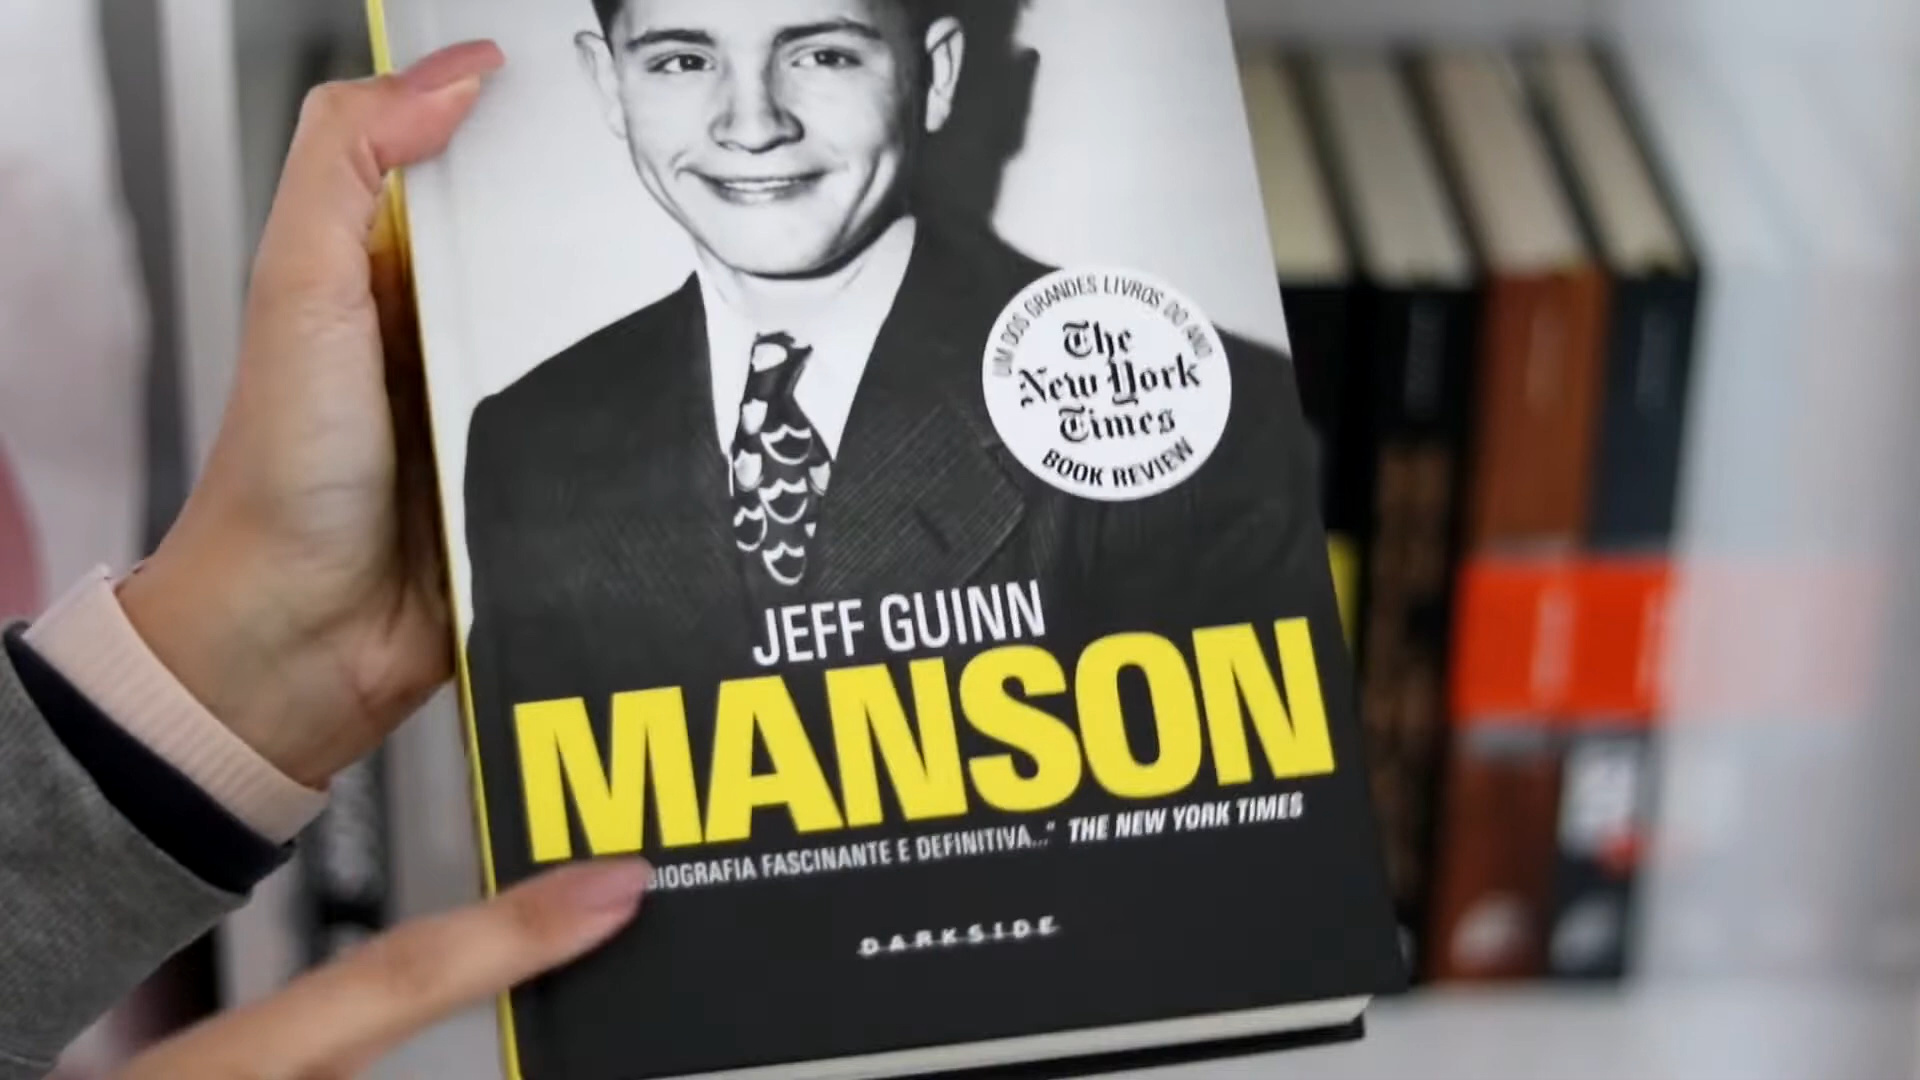 UM DOS GRANDES LIVROS DO ANO
The
New York
Times
BOOK REVIEW
JEFF GUINN
MANSON
BIOGRAFIA FASCINANTE E DEFINITIVA..." THE NEW YORK TIMES
DARKSIDE